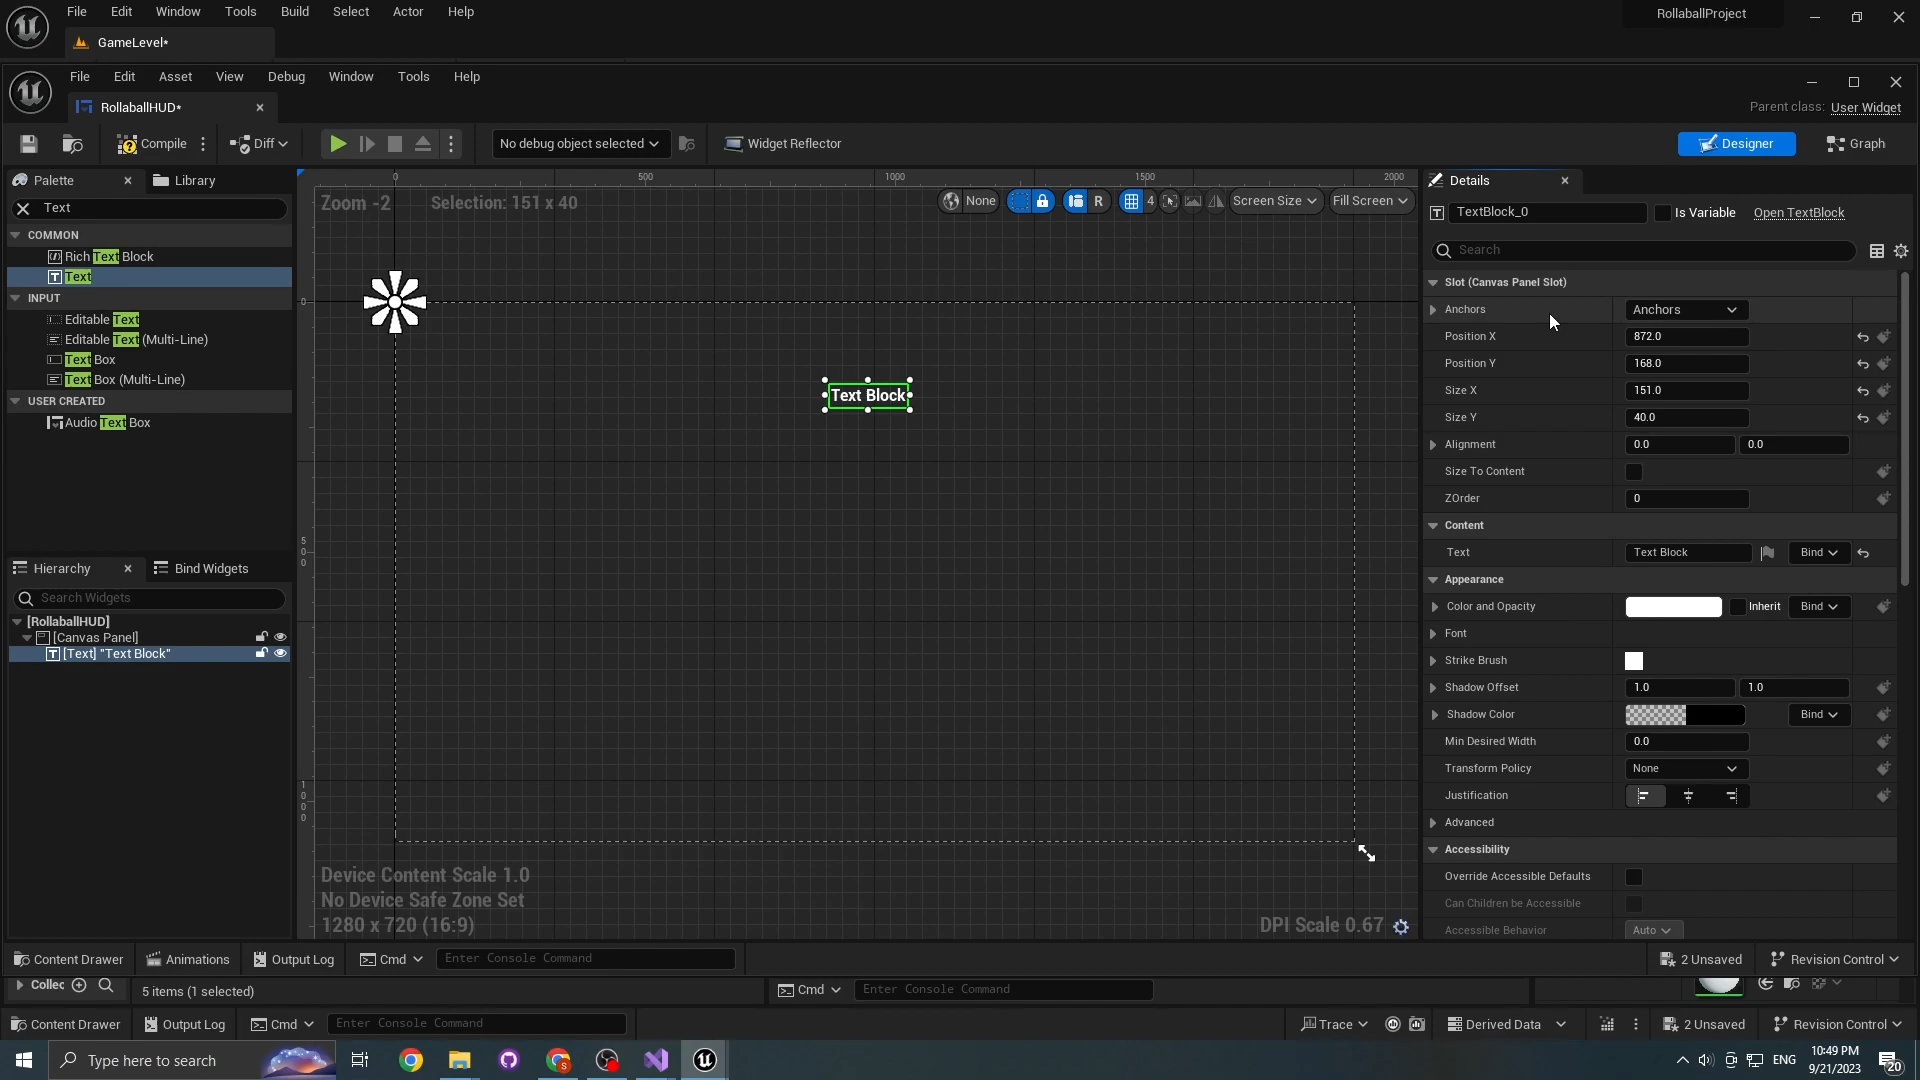 File Edit Window Tools Build Select Actor Help
RollaballProject
GameLevel*
File Edit Asset View Debug Window Tools Help
RollaballHUD*
Parent class: User Widget
Compile Diff No debug object selected Widget Reflector Designer Graph
Palette Library
Text
COMMON
Rich Text Block
Text
INPUT
Editable Text
Editable Text (Multi-Line)
Text Box
Text Box (Multi-Line)
USER CREATED
Audio Text Box
Hierarchy Bind Widgets
Search Widgets
[RollaballHUD]
[Canvas Panel]
[Text] "Text Block"
0 500 1000 1500 2000
Zoom -2 Selection: 151 x 40
None R 4 Screen Size Fill Screen
0
500
1000
Text Block
Device Content Scale 1.0
No Device Safe Zone Set
1280 x 720 (16:9)
DPI Scale 0.67
Details
TextBlock_0 Is Variable Open TextBlock
Search
Slot (Canvas Panel Slot)
Anchors Anchors
Position X 872.0
Position Y 168.0
Size X 151.0
Size Y 40.0
Alignment 0.0 0.0
Size To Content
ZOrder 0
Content
Text Text Block Bind
Appearance
Color and Opacity Inherit Bind
Font
Strike Brush
Shadow Offset 1.0 1.0
Shadow Color Bind
Min Desired Width 0.0
Transform Policy None
Justification
Advanced
Accessibility
Override Accessible Defaults
Can Children be Accessible
Accessible Behavior Auto
Content Drawer Animations Output Log Cmd Enter Console Command 2 Unsaved Revision Control
Collec 5 items (1 selected) Cmd Enter Console Command
Content Drawer Output Log Cmd Enter Console Command Trace Derived Data 2 Unsaved Revision Control
Type here to search
ENG
10:49 PM
9/21/2023
20